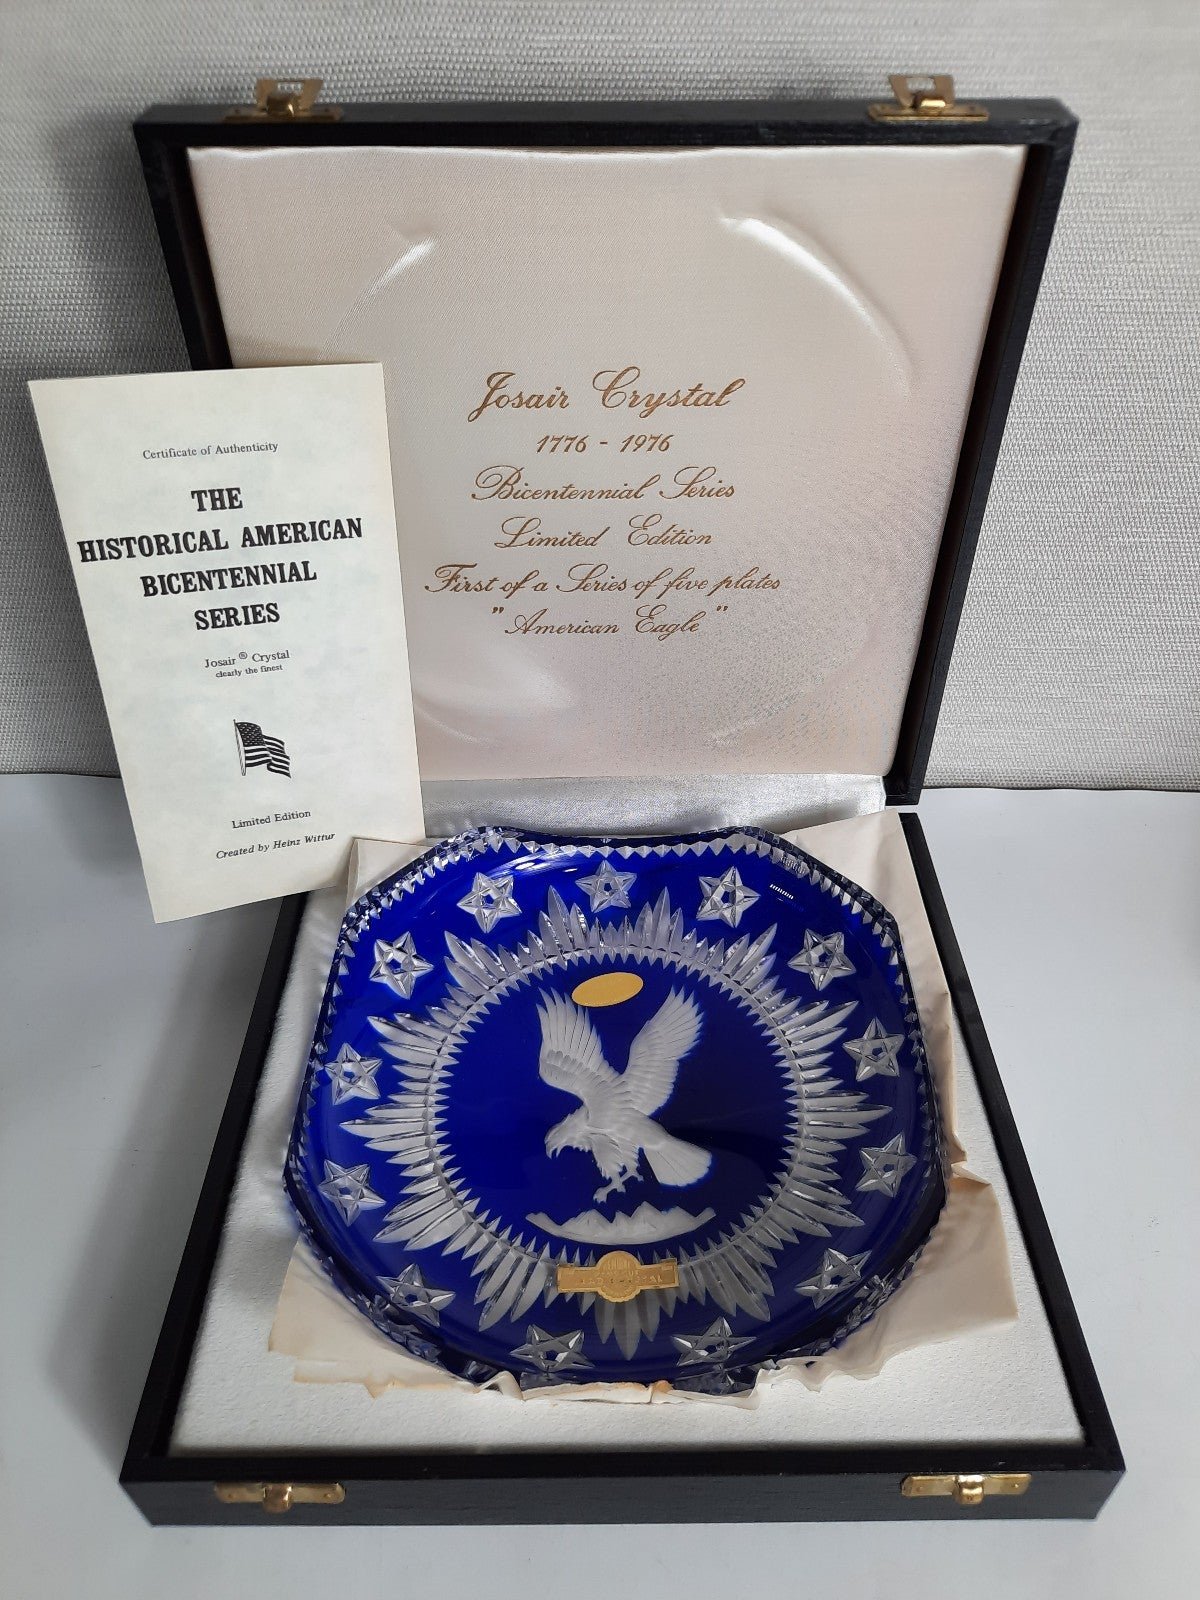 Josair Crystal
1776 - 1976
Bicentennial Series
Limited Edition
First of a Series of five plates
"American Eagle"
Certificate of Authenticity
THE
HISTORICAL AMERICAN
BICENTENNIAL
SERIES
Josair ® Crystal
clearly the finest
Limited Edition
Created by Heinz Wittur